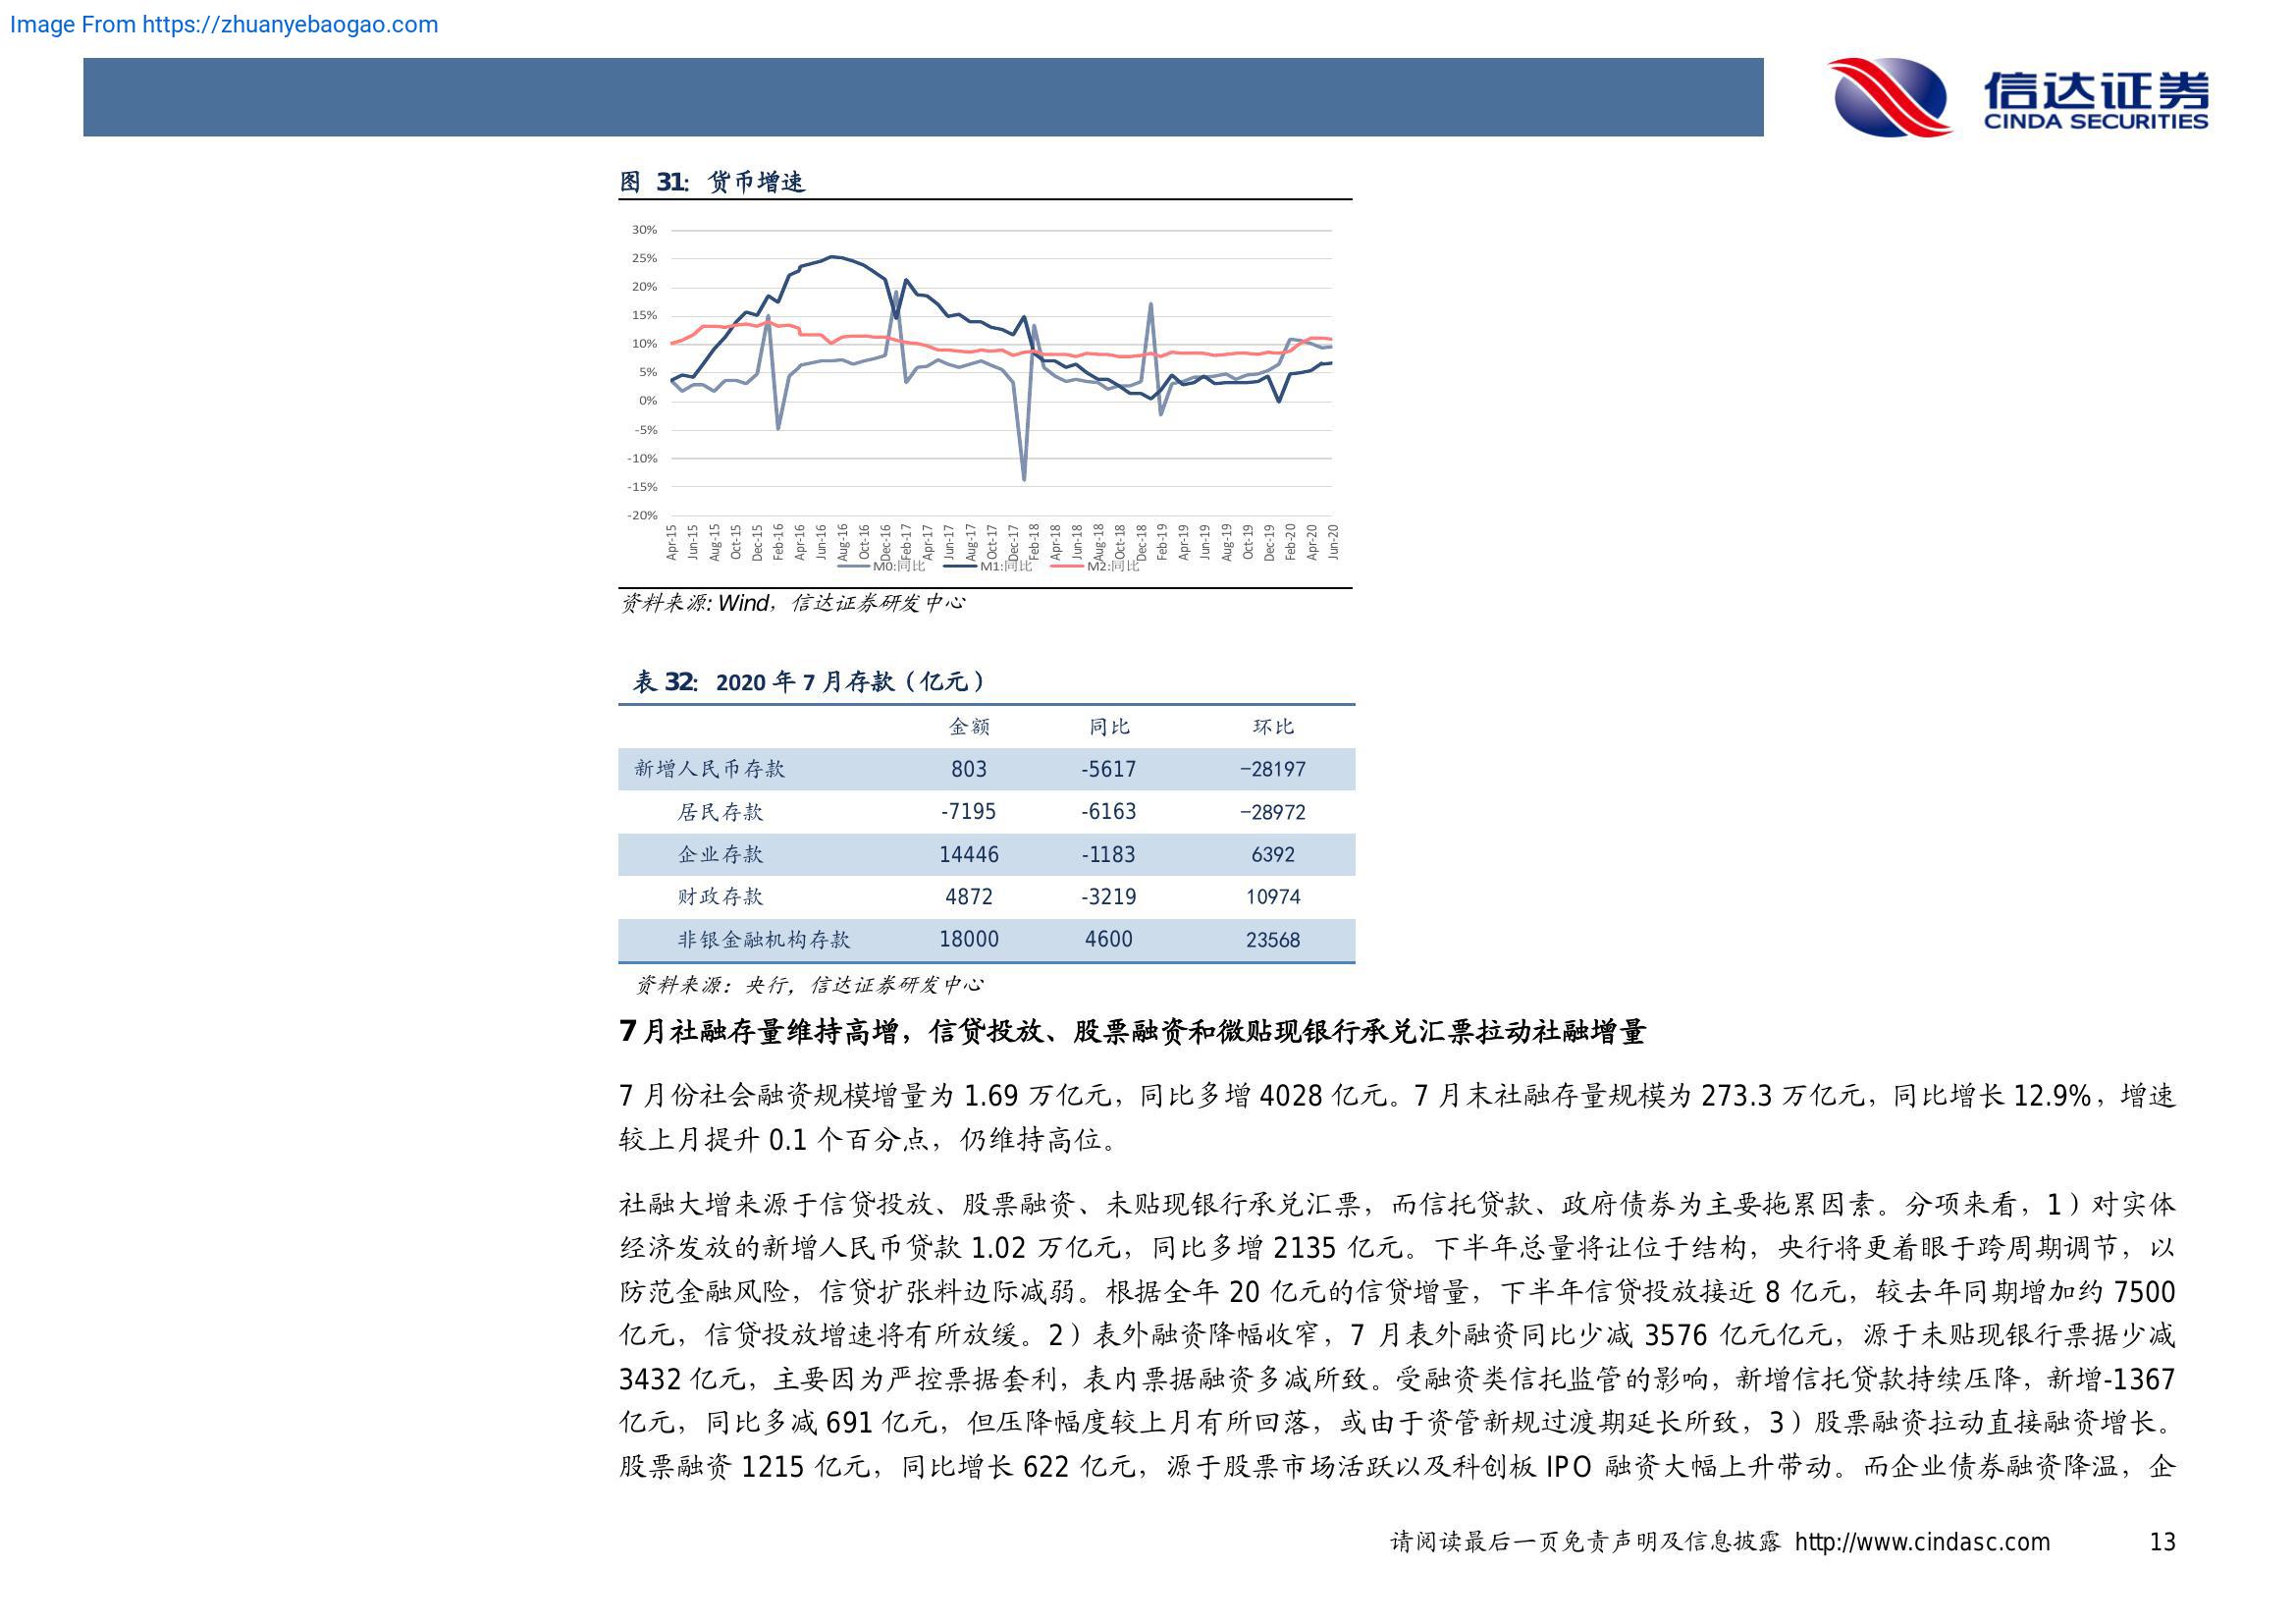 Image From https://zhuanyebaogao.com
信达证券
CINDA SECURITIES
图 31: 货币增速
30%
25%
20%
15%
10%
5%
0%
-5%
-10%
-15%
-20%
Apr-15 Jun-15 Aug-15 Oct-15 Dec-15 Feb-16 Apr-16 Jun-16 Aug-16 Oct-16 Dec-16 Feb-17 Apr-17 Jun-17 Aug-17 Oct-17 Dec-17 Feb-18 Apr-18 Jun-18 Aug-18 Oct-18 Dec-18 Feb-19 Apr-19 Jun-19 Aug-19 Oct-19 Dec-19 Feb-20 Apr-20 Jun-20
M0:同比 M1:同比 M2:同比
资料来源: Wind，信达证券研发中心
表 32: 2020 年 7 月存款（亿元）
金额 同比 环比
新增人民币存款 803 -5617 −28197
居民存款 -7195 -6163 −28972
企业存款 14446 -1183 6392
财政存款 4872 -3219 10974
非银金融机构存款 18000 4600 23568
资料来源：央行，信达证券研发中心
7 月社融存量维持高增，信贷投放、股票融资和微贴现银行承兑汇票拉动社融增量
7 月份社会融资规模增量为 1.69 万亿元，同比多增 4028 亿元。7 月末社融存量规模为 273.3 万亿元，同比增长 12.9%，增速
较上月提升 0.1 个百分点，仍维持高位。
社融大增来源于信贷投放、股票融资、未贴现银行承兑汇票，而信托贷款、政府债券为主要拖累因素。分项来看，1）对实体
经济发放的新增人民币贷款 1.02 万亿元，同比多增 2135 亿元。下半年总量将让位于结构，央行将更着眼于跨周期调节，以
防范金融风险，信贷扩张料边际减弱。根据全年 20 亿元的信贷增量，下半年信贷投放接近 8 亿元，较去年同期增加约 7500
亿元，信贷投放增速将有所放缓。2）表外融资降幅收窄，7 月表外融资同比少减 3576 亿元亿元，源于未贴现银行票据少减
3432 亿元，主要因为严控票据套利，表内票据融资多减所致。受融资类信托监管的影响，新增信托贷款持续压降，新增-1367
亿元，同比多减 691 亿元，但压降幅度较上月有所回落，或由于资管新规过渡期延长所致，3）股票融资拉动直接融资增长。
股票融资 1215 亿元，同比增长 622 亿元，源于股票市场活跃以及科创板 IPO 融资大幅上升带动。而企业债券融资降温，企
请阅读最后一页免责声明及信息披露 http://www.cindasc.com 13